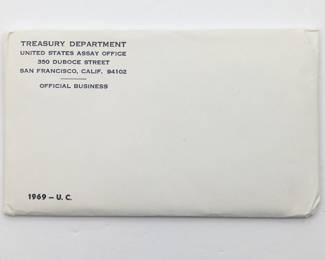 TREASURY DEPARTMENT
UNITED STATES ASSAY OFFICE
350 DUBOCE STREET
SAN FRANCISCO, CALIF. 94102
OFFICIAL BUSINESS
1969 – U. C.